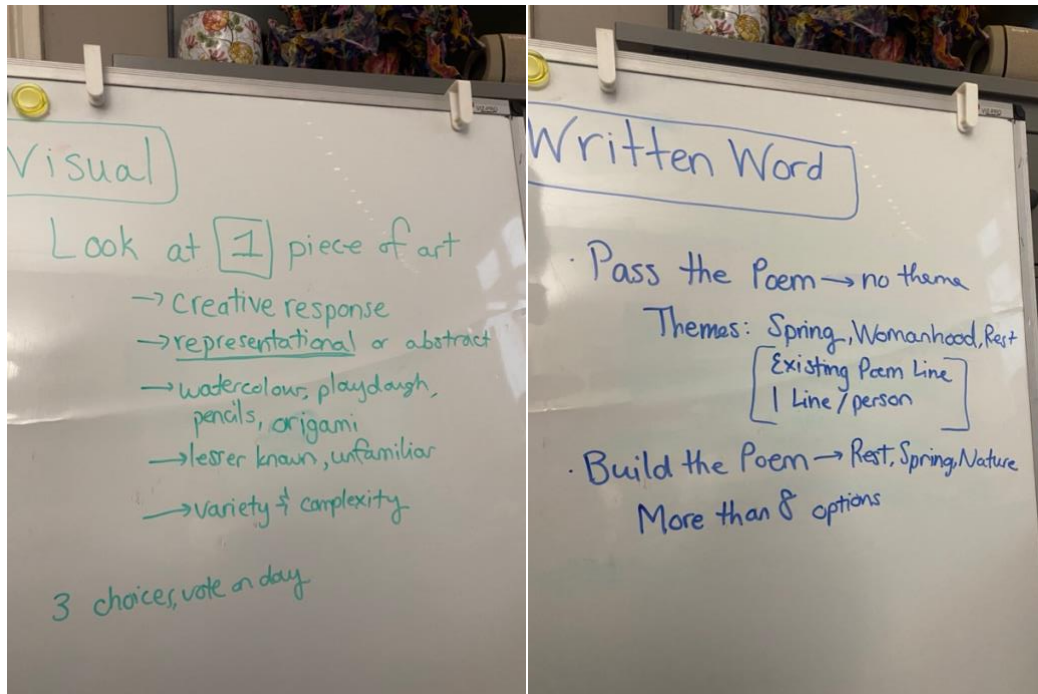 Visual
Look at 1 piece of art
→ creative response
→ representational or abstract
→ watercolour, playdough,
pencils, origami
→ lesser known, unfamiliar
→ variety & complexity
3 choices, vote on day
Written Word
· Pass the Poem → no theme
Themes: Spring, Womanhood, Rest
[Existing Poem Line
1 Line/person]
· Build the Poem → Rest, Spring, Nature
More than 8 options